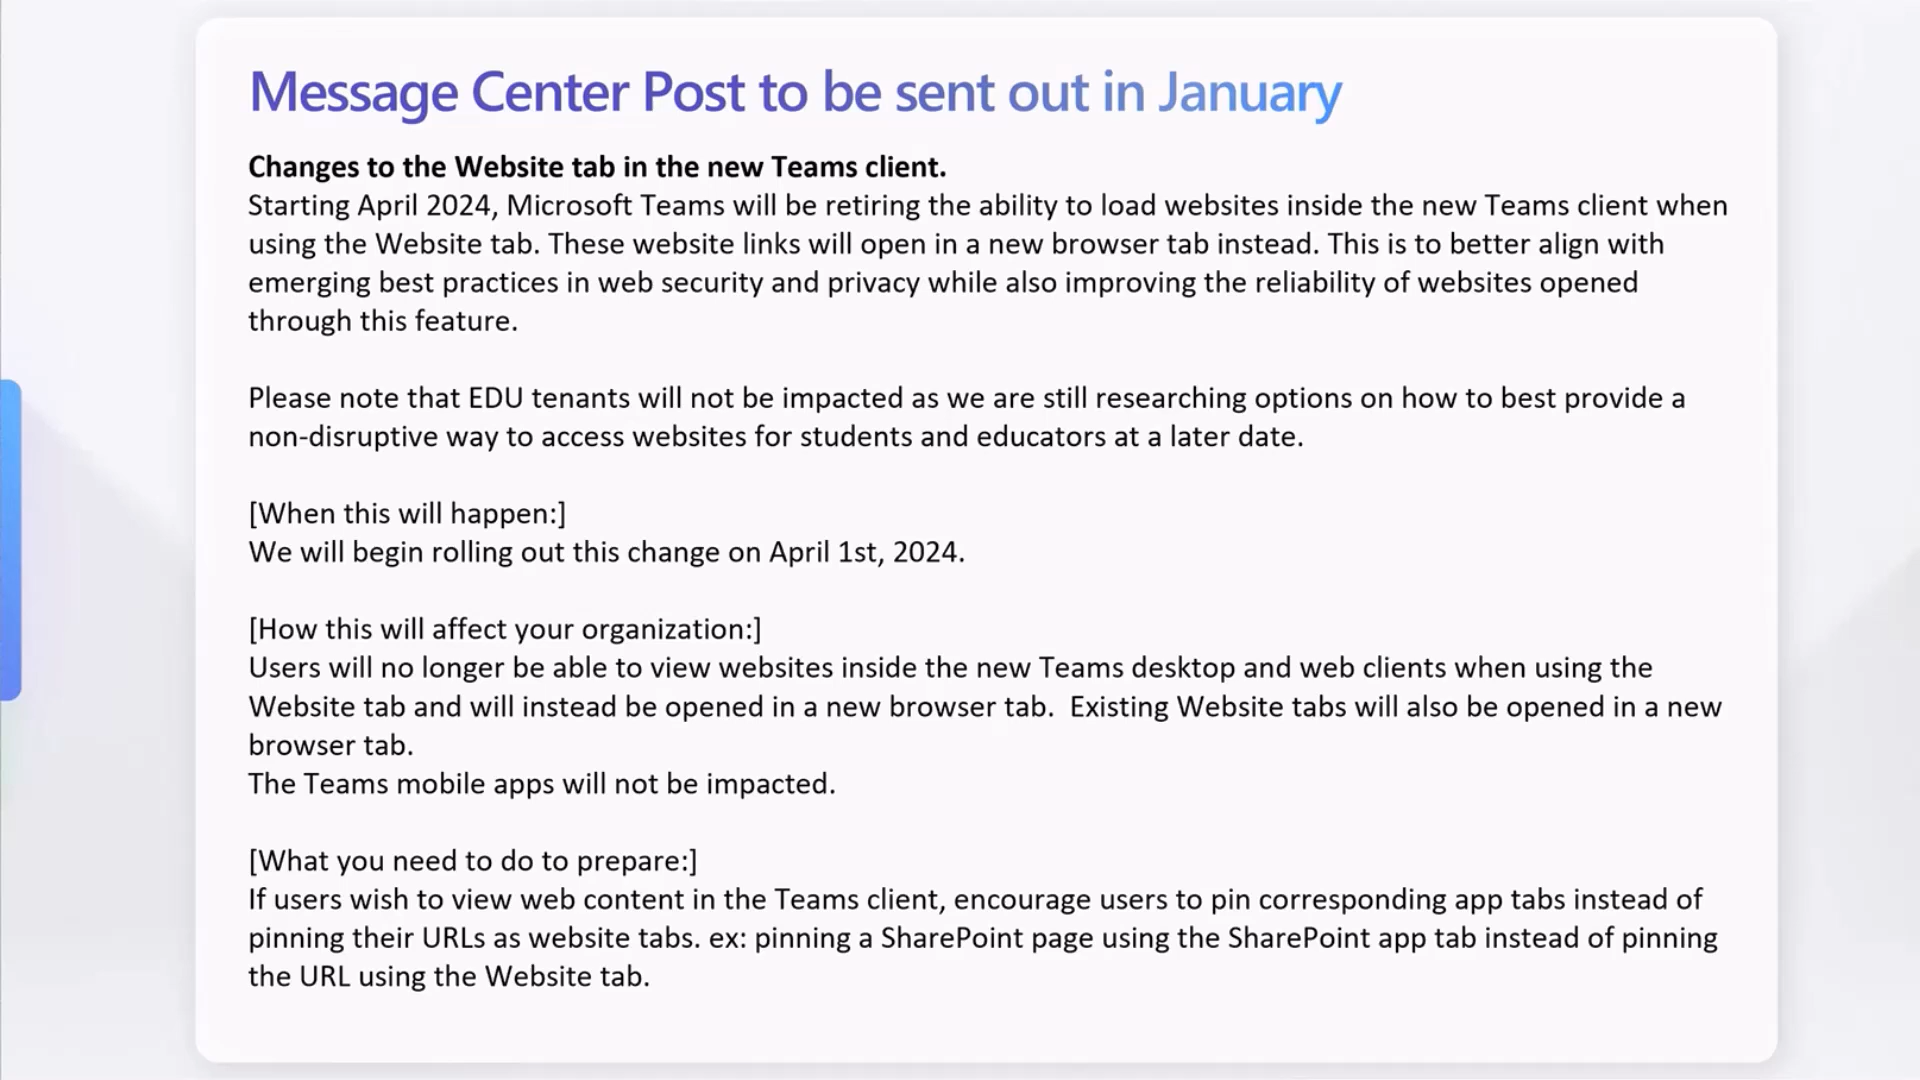 Message Center Post to be sent out in January
Changes to the Website tab in the new Teams client.
Starting April 2024, Microsoft Teams will be retiring the ability to load websites inside the new Teams client when
using the Website tab. These website links will open in a new browser tab instead. This is to better align with
emerging best practices in web security and privacy while also improving the reliability of websites opened
through this feature.
Please note that EDU tenants will not be impacted as we are still researching options on how to best provide a
non-disruptive way to access websites for students and educators at a later date.
[When this will happen:]
We will begin rolling out this change on April 1st, 2024.
[How this will affect your organization:]
Users will no longer be able to view websites inside the new Teams desktop and web clients when using the
Website tab and will instead be opened in a new browser tab.  Existing Website tabs will also be opened in a new
browser tab.
The Teams mobile apps will not be impacted.
[What you need to do to prepare:]
If users wish to view web content in the Teams client, encourage users to pin corresponding app tabs instead of
pinning their URLs as website tabs. ex: pinning a SharePoint page using the SharePoint app tab instead of pinning
the URL using the Website tab.